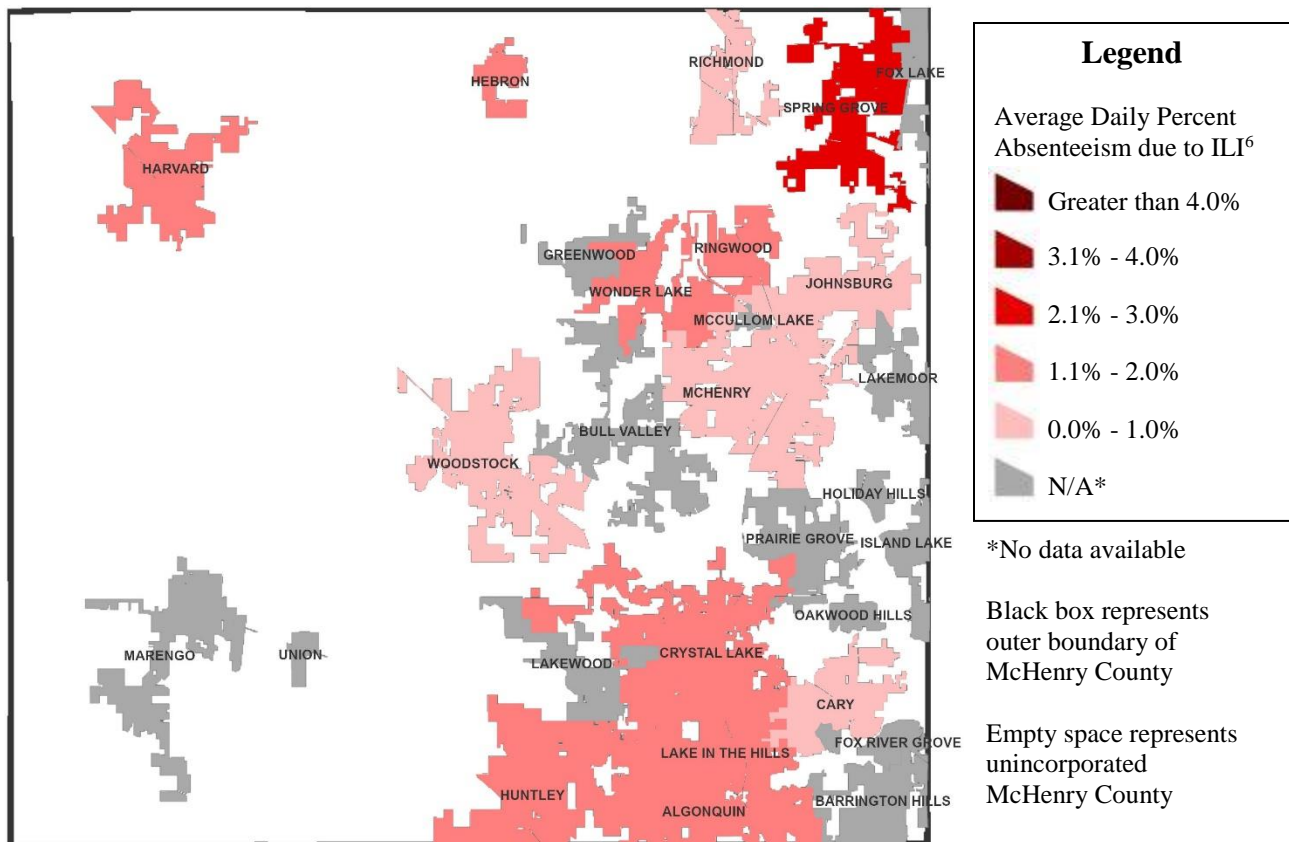 RICHMOND
HEBRON
FOX LAKE
SPRING GROVE
HARVARD
RINGWOOD
GREENWOOD
JOHNSBURG
WONDER LAKE
MCCULLOM LAKE
LAKEMOOR
MCHENRY
BULL VALLEY
WOODSTOCK
HOLIDAY HILLS
PRAIRIE GROVE
ISLAND LAKE
OAKWOOD HILLS
MARENGO
UNION
CRYSTAL LAKE
LAKEWOOD
CARY
FOX RIVER GROVE
LAKE IN THE HILLS
HUNTLEY
BARRINGTON HILLS
ALGONQUIN
Legend
Average Daily Percent
Absenteeism due to ILI⁶
Greater than 4.0%
3.1% - 4.0%
2.1% - 3.0%
1.1% - 2.0%
0.0% - 1.0%
N/A*
*No data available
Black box represents
outer boundary of
McHenry County
Empty space represents
unincorporated
McHenry County